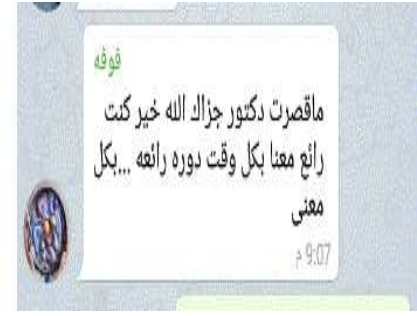 فوفه
ماقصرت دكتور جزاك الله خير كنت
رائع معنا بكل وقت دوره رائعه ...بكل
معنى
9:07 م